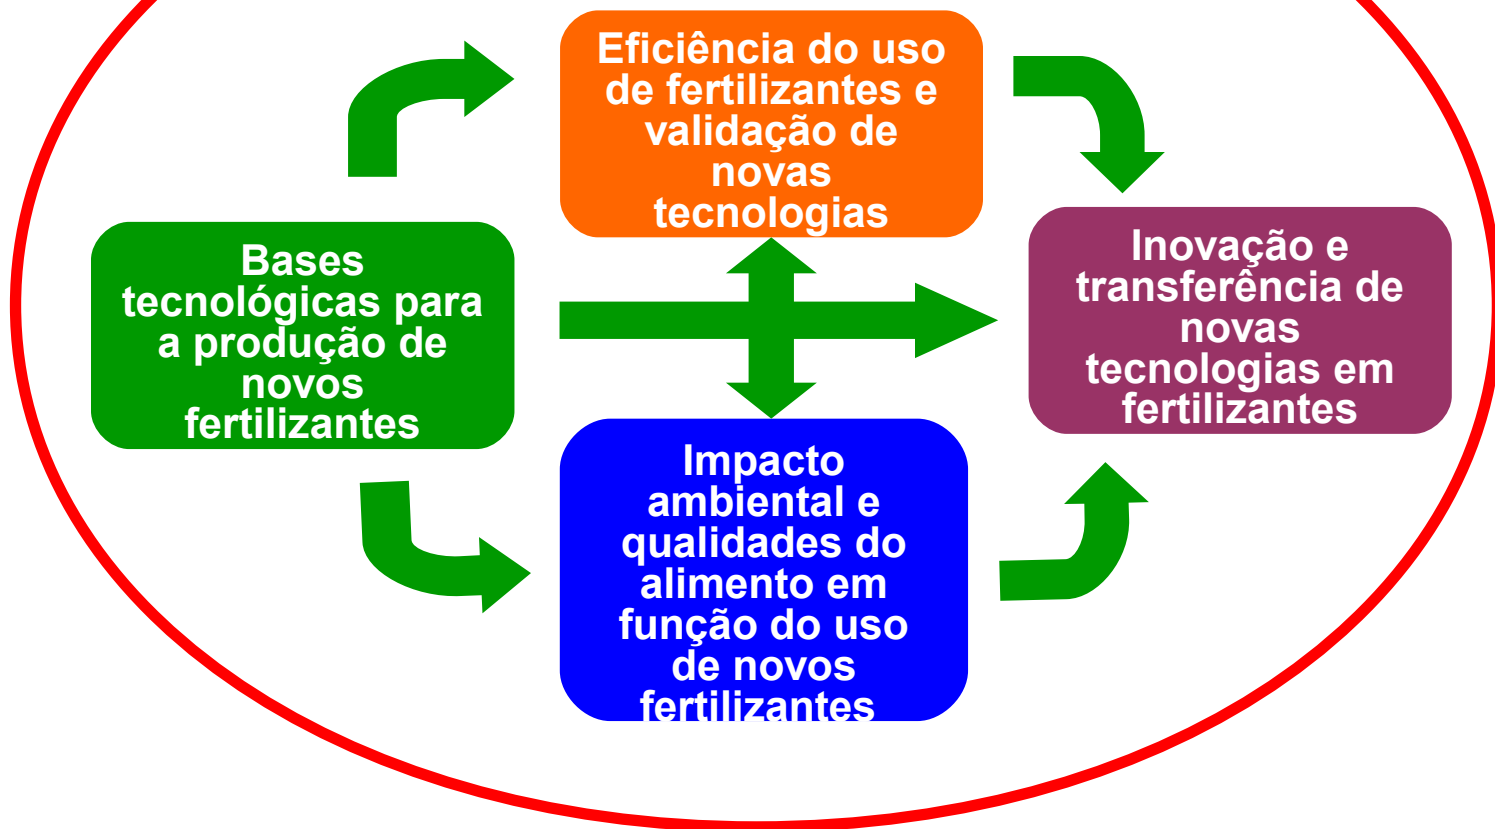 Eficiência do uso
de fertilizantes e
validação de
novas
tecnologias
Bases
tecnológicas para
a produção de
novos
fertilizantes
Inovação e
transferência de
novas
tecnologias em
fertilizantes
Impacto
ambiental e
qualidades do
alimento em
função do uso
de novos
fertilizantes